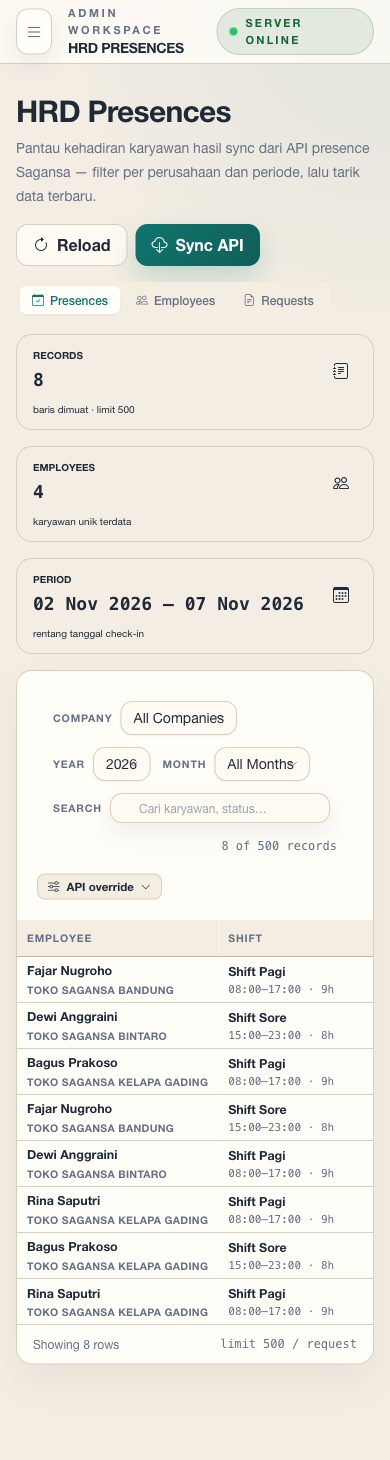 ADMIN
WORKSPACE
HRD PRESENCES
SERVER
ONLINE
HRD Presences
Pantau kehadiran karyawan hasil sync dari API presence
Sagansa — filter per perusahaan dan periode, lalu tarik
data terbaru.
Reload
Sync API
Presences
Employees
Requests
RECORDS
8
baris dimuat · limit 500
EMPLOYEES
4
karyawan unik terdata
PERIOD
02 Nov 2026 — 07 Nov 2026
rentang tanggal check-in
COMPANY All Companies
YEAR 2026 MONTH All Months
SEARCH Cari karyawan, status…
8 of 500 records
API override
EMPLOYEE SHIFT
Fajar Nugroho Shift Pagi
TOKO SAGANSA BANDUNG 08:00—17:00 · 9h
Dewi Anggraini Shift Sore
TOKO SAGANSA BINTARO 15:00—23:00 · 8h
Bagus Prakoso Shift Pagi
TOKO SAGANSA KELAPA GADING 08:00—17:00 · 9h
Fajar Nugroho Shift Sore
TOKO SAGANSA BANDUNG 15:00—23:00 · 8h
Dewi Anggraini Shift Pagi
TOKO SAGANSA BINTARO 08:00—17:00 · 9h
Rina Saputri Shift Pagi
TOKO SAGANSA KELAPA GADING 08:00—17:00 · 9h
Bagus Prakoso Shift Sore
TOKO SAGANSA KELAPA GADING 15:00—23:00 · 8h
Rina Saputri Shift Pagi
TOKO SAGANSA KELAPA GADING 08:00—17:00 · 9h
Showing 8 rows limit 500 / request